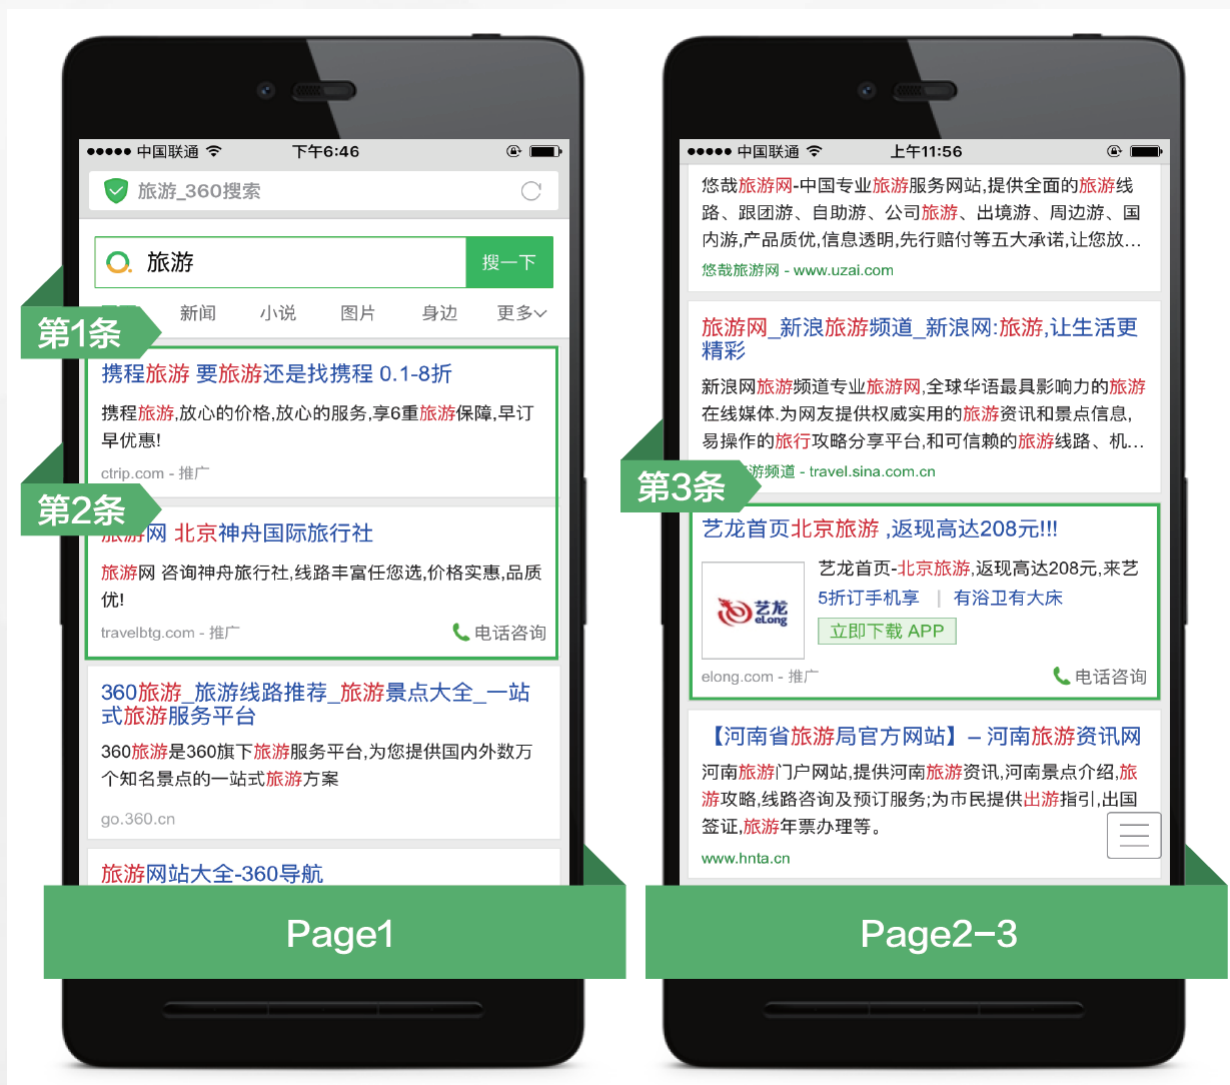 中国联通
下午6:46
旅游_360搜索
旅游
搜一下
新闻
小说
图片
身边
更多
第1条
携程旅游 要旅游还是找携程 0.1-8折
携程旅游,放心的价格,放心的服务,享6重旅游保障,早订
早优惠!
ctrip.com - 推广
第2条
旅游网 北京神舟国际旅行社
旅游网 咨询神舟旅行社,线路丰富任您选,价格实惠,品质
优!
travelbtg.com - 推广
电话咨询
360旅游_旅游线路推荐_旅游景点大全_一站
式旅游服务平台
360旅游是360旗下旅游服务平台,为您提供国内外数万
个知名景点的一站式旅游方案
go.360.cn
旅游网站大全-360导航
Page1
中国联通
上午11:56
悠哉旅游网-中国专业旅游服务网站,提供全面的旅游线
路、跟团游、自助游、公司旅游、出境游、周边游、国
内游,产品质优,信息透明,先行赔付等五大承诺,让您放...
悠哉旅游网 - www.uzai.com
旅游网_新浪旅游频道_新浪网:旅游,让生活更
精彩
新浪网旅游频道专业旅游网,全球华语最具影响力的旅游
在线媒体.为网友提供权威实用的旅游资讯和景点信息,
易操作的旅行攻略分享平台,和可信赖的旅游线路、机...
游频道 - travel.sina.com.cn
第3条
艺龙首页北京旅游 ,返现高达208元!!!
艺龙 eLong
艺龙首页-北京旅游,返现高达208元,来艺
5折订手机享 | 有浴卫有大床
立即下载 APP
elong.com - 推广
电话咨询
【河南省旅游局官方网站】– 河南旅游资讯网
河南旅游门户网站,提供河南旅游资讯,河南景点介绍,旅
游攻略,线路咨询及预订服务;为市民提供出游指引,出国
签证,旅游年票办理等。
www.hnta.cn
Page2-3